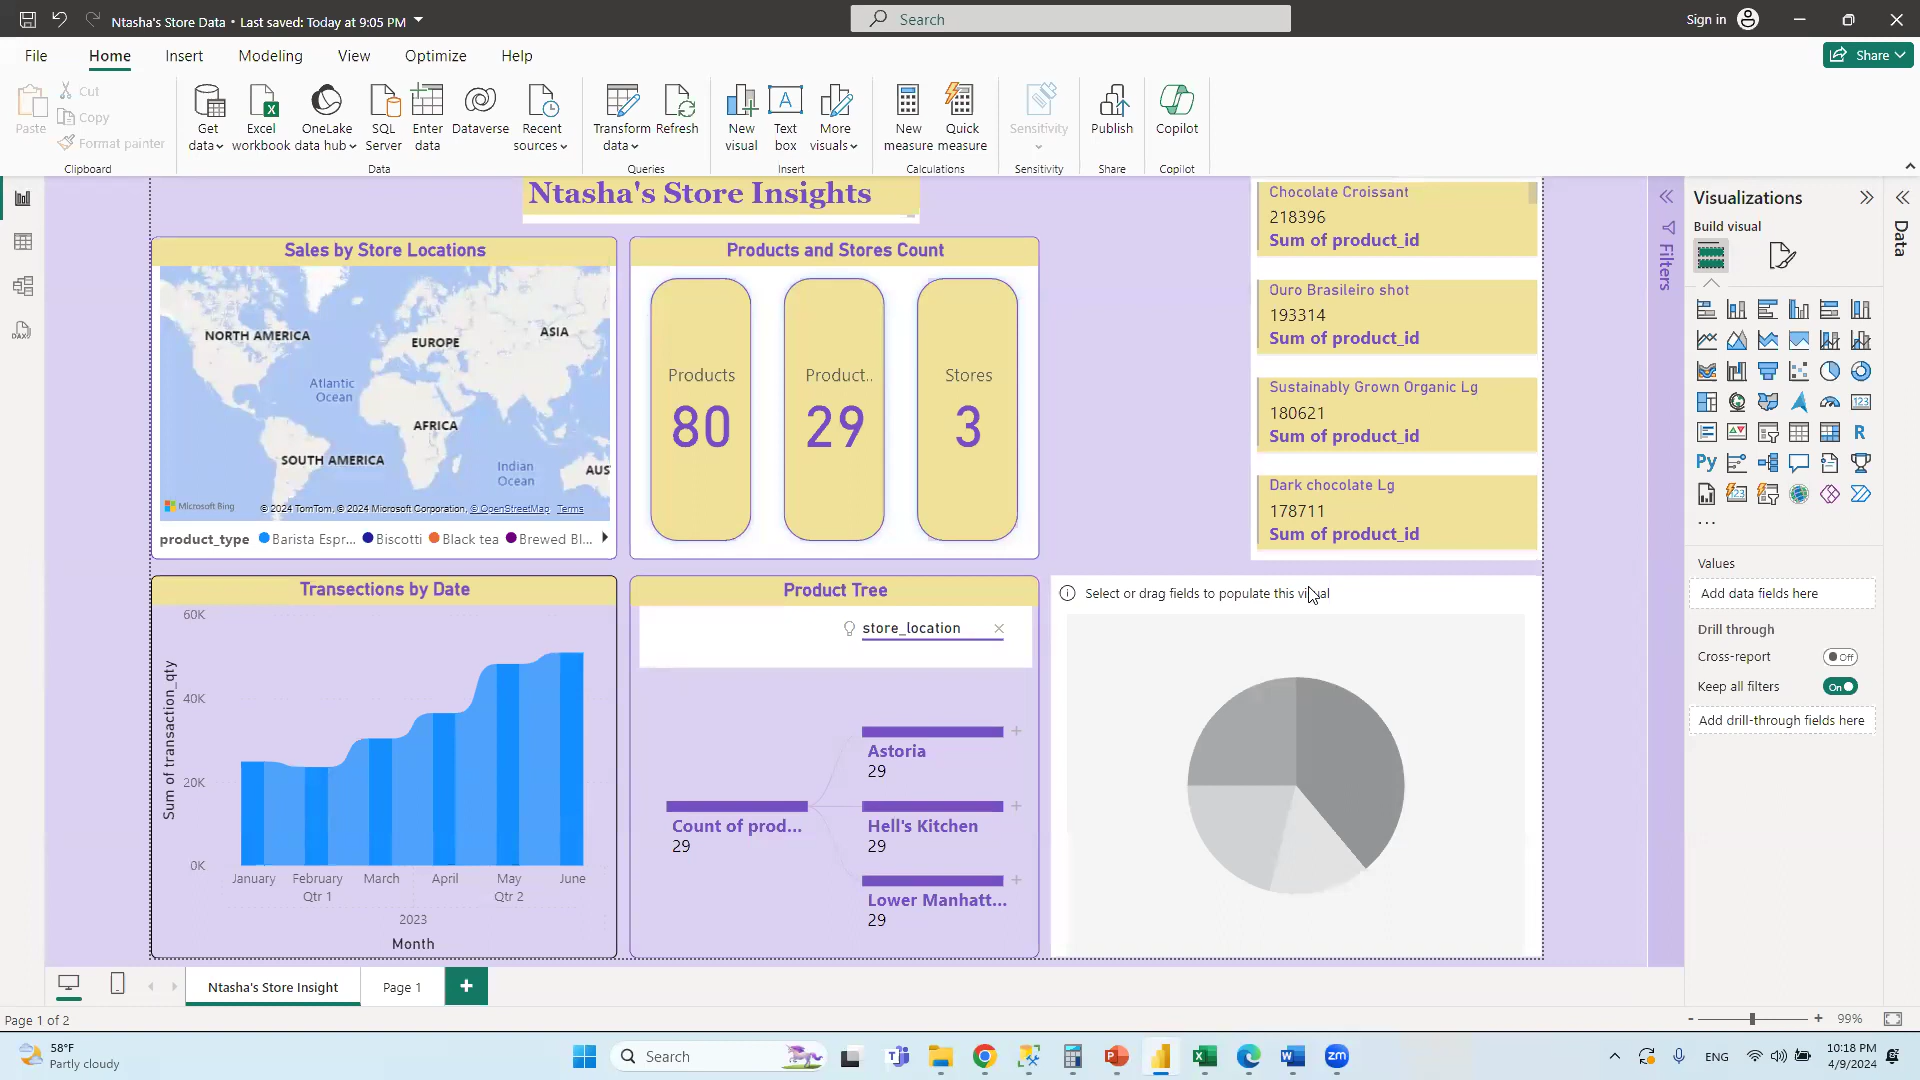 Ntasha's Store Data • Last saved: Today at 9:05 PM
Search
Sign in
File
Home
Insert
Modeling
View
Optimize
Help
Share
Paste
Cut
Copy
Format painter
Clipboard
Get data
Excel workbook
OneLake data hub
SQL Server
Enter data
Dataverse
Recent sources
Data
Transform data
Refresh
Queries
New visual
Text box
More visuals
Insert
New measure
Quick measure
Calculations
Sensitivity
Sensitivity
Publish
Share
Copilot
Copilot
Ntasha's Store Insights
Sales by Store Locations
NORTH AMERICA
EUROPE
ASIA
Atlantic Ocean
AFRICA
SOUTH AMERICA
Indian Ocean
AUS
Microsoft Bing
© 2024 TomTom, © 2024 Microsoft Corporation, © OpenStreetMap Terms
product_type
Barista Espr...
Biscotti
Black tea
Brewed Bl...
Products and Stores Count
Products
80
Product..
29
Stores
3
Chocolate Croissant
218396
Sum of product_id
Ouro Brasileiro shot
193314
Sum of product_id
Sustainably Grown Organic Lg
180621
Sum of product_id
Dark chocolate Lg
178711
Sum of product_id
Transections by Date
Sum of transaction_qty
60K
40K
20K
0K
January
February
March
April
May
June
Qtr 1
Qtr 2
2023
Month
Product Tree
store_location
Count of prod...
29
Astoria
29
Hell's Kitchen
29
Lower Manhatt...
29
Select or drag fields to populate this visual
Filters
Visualizations
Build visual
123
R
Py
...
Values
Add data fields here
Drill through
Cross-report
Off
Keep all filters
On
Add drill-through fields here
Data
DAX
Ntasha's Store Insight
Page 1
Page 1 of 2
99%
58°F
Partly cloudy
Search
zm
ENG
10:18 PM
4/9/2024